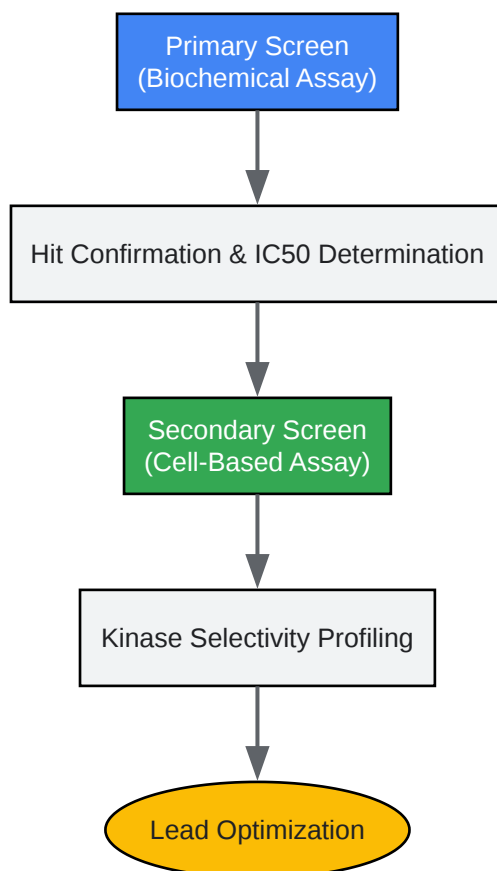 Primary Screen
(Biochemical Assay)
Hit Confirmation & IC50 Determination
Secondary Screen
(Cell-Based Assay)
Kinase Selectivity Profiling
Lead Optimization